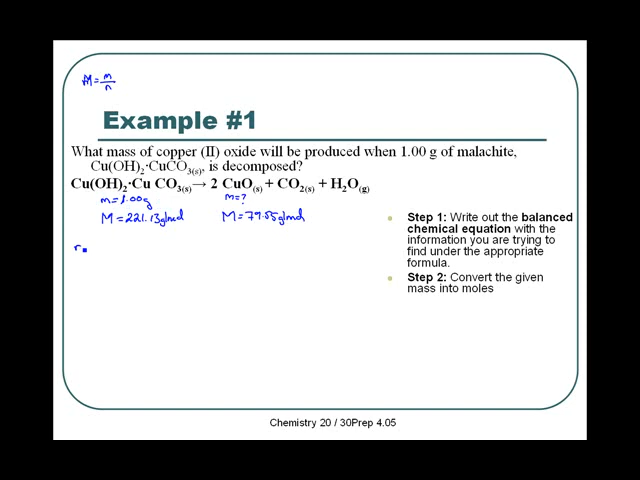 M = m/n
Example #1
What mass of copper (II) oxide will be produced when 1.00 g of malachite,
Cu(OH)₂·CuCO₃₍ₛ₎, is decomposed?
Cu(OH)₂·Cu CO₃₍ₛ₎→ 2 CuO₍ₛ₎ + CO₂₍ₛ₎ + H₂O₍g₎
m=1.00g m=?
M=221.13g/mol M=79.55g/mol
Step 1: Write out the balanced
chemical equation with the
information you are trying to
find under the appropriate
formula.
Step 2: Convert the given
mass into moles
Chemistry 20 / 30Prep 4.05